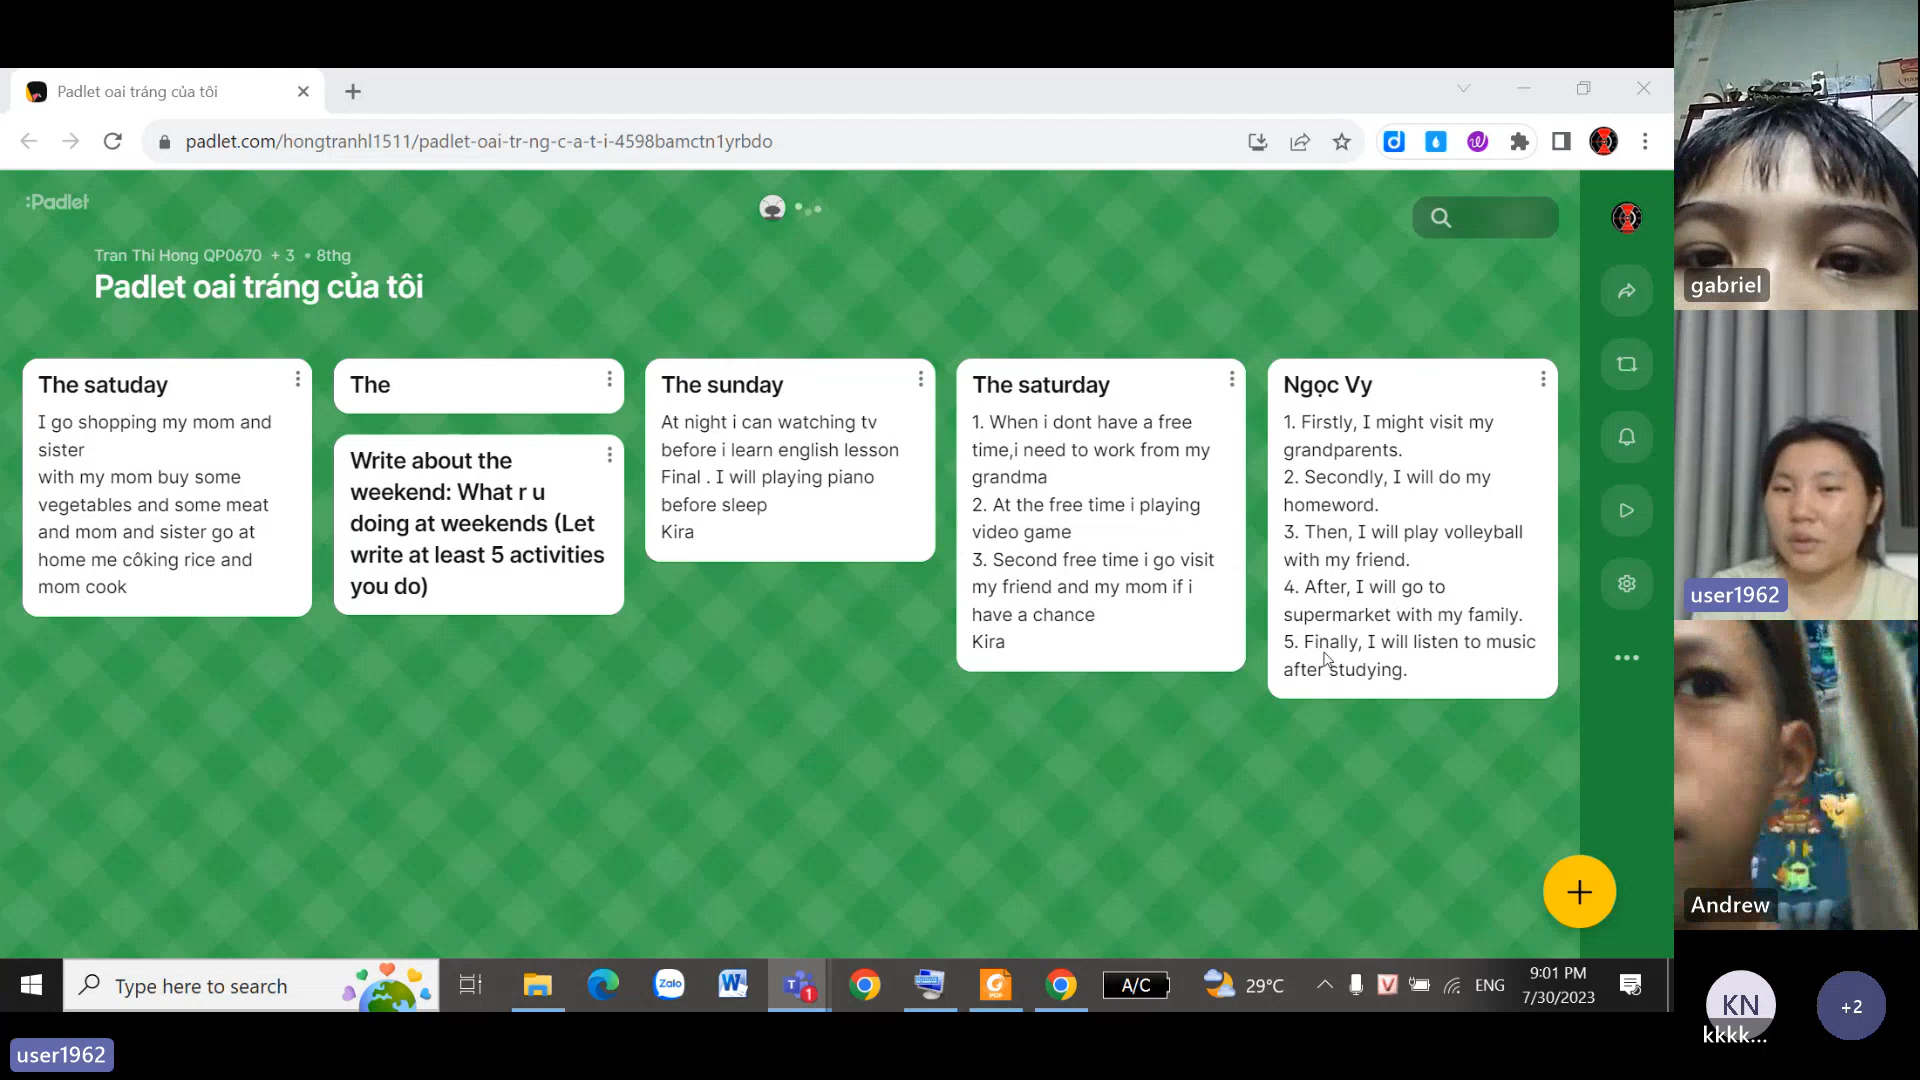 Padlet oai tráng của tôi
padlet.com/hongtranhl1511/padlet-oai-tr-ng-c-a-t-i-4598bamctn1yrbdo
:Padlet
Tran Thi Hong QP0670 + 3 • 8thg
Padlet oai tráng của tôi
The satuday
I go shopping my mom and
sister
with my mom buy some
vegetables and some meat
and mom and sister go at
home me côking rice and
mom cook
The
Write about the
weekend: What r u
doing at weekends (Let
write at least 5 activities
you do)
The sunday
At night i can watching tv
before i learn english lesson
Final . I will playing piano
before sleep
Kira
The saturday
1. When i dont have a free
time,i need to work from my
grandma
2. At the free time i playing
video game
3. Second free time i go visit
my friend and my mom if i
have a chance
Kira
Ngọc Vy
1. Firstly, I might visit my
grandparents.
2. Secondly, I will do my
homeword.
3. Then, I will play volleyball
with my friend.
4. After, I will go to
supermarket with my family.
5. Finally, I will listen to music
after studying.
gabriel
user1962
Andrew
KN
kkkk...
+2
Type here to search
Zalo
W
T
1
PDF
A/C
29°C
V
ENG
9:01 PM
7/30/2023
user1962